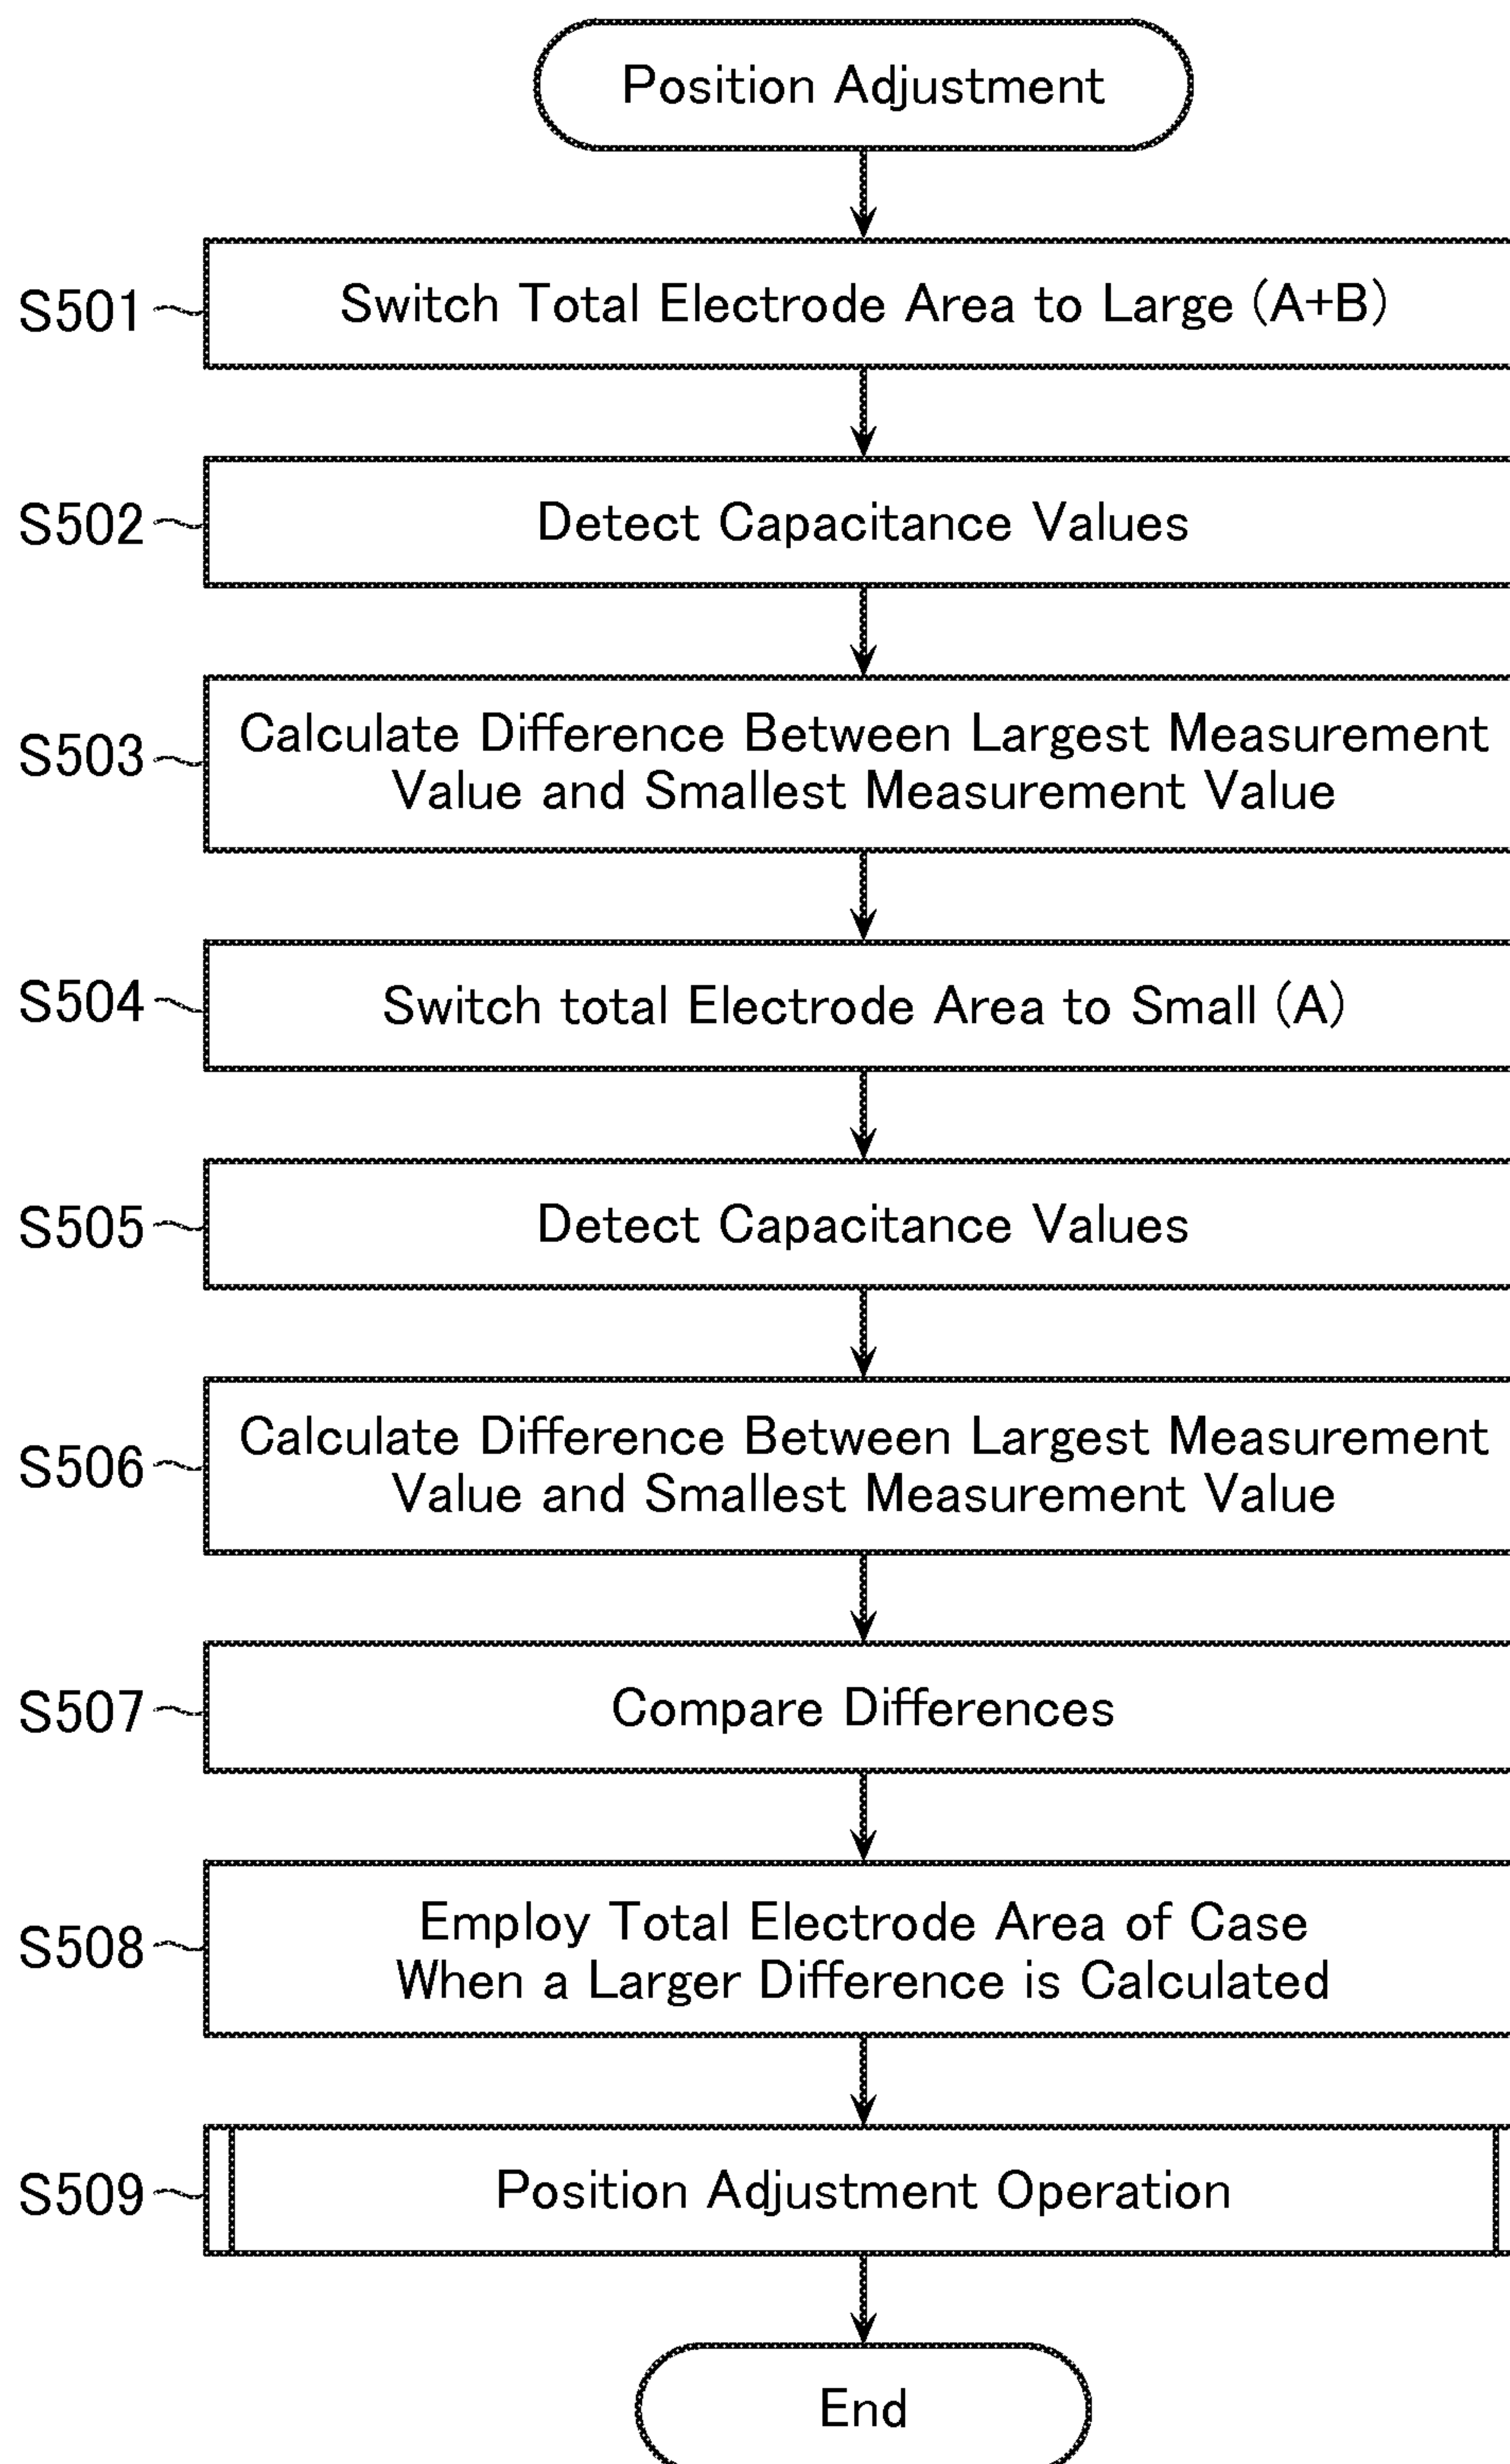 Position Adjustment
S501
Switch Total Electrode Area to Large (A+B)
S502
Detect Capacitance Values
S503
Calculate Difference Between Largest Measurement
Value and Smallest Measurement Value
S504
Switch total Electrode Area to Small (A)
S505
Detect Capacitance Values
S506
Calculate Difference Between Largest Measurement
Value and Smallest Measurement Value
S507
Compare Differences
S508
Employ Total Electrode Area of Case
When a Larger Difference is Calculated
S509
Position Adjustment Operation
End